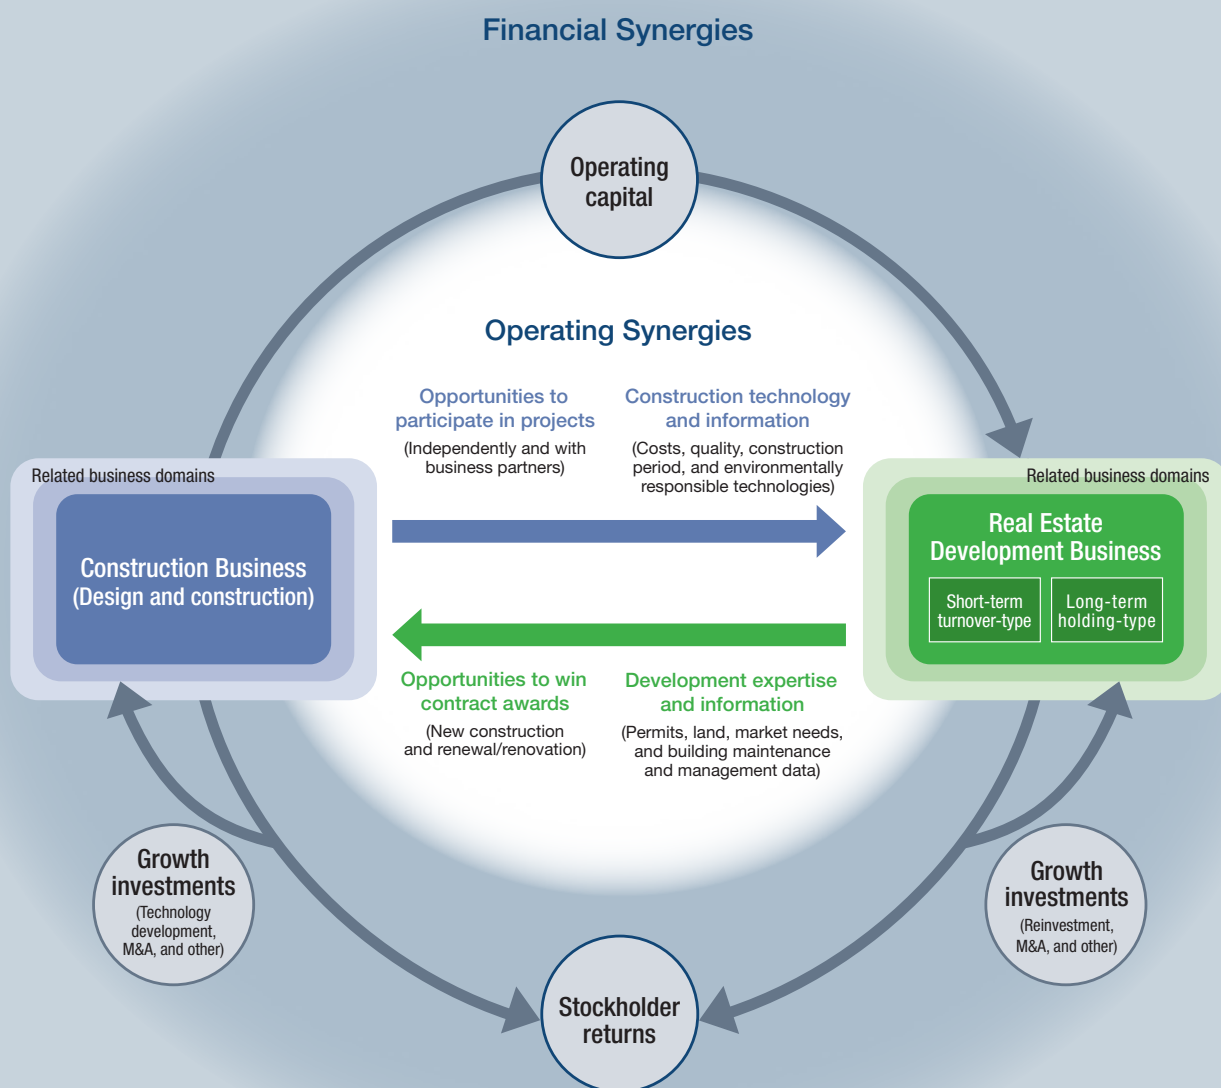 Financial Synergies
Operating
capital
Operating Synergies
Opportunities to
participate in projects
(Independently and with
business partners)
Construction technology
and information
(Costs, quality, construction
period, and environmentally
responsible technologies)
Related business domains
Construction Business
(Design and construction)
Related business domains
Real Estate
Development Business
Short-term
turnover-type
Long-term
holding-type
Opportunities to win
contract awards
(New construction
and renewal/renovation)
Development expertise
and information
(Permits, land, market needs,
and building maintenance
and management data)
Growth
investments
(Technology
development,
M&A, and other)
Growth
investments
(Reinvestment,
M&A, and other)
Stockholder
returns